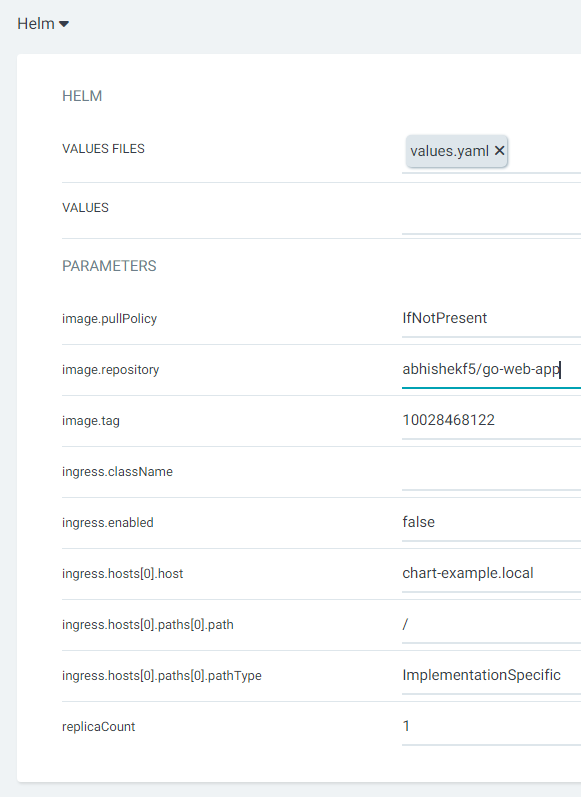 Helm
HELM
VALUES FILES values.yaml ✕
VALUES
PARAMETERS
image.pullPolicy IfNotPresent
image.repository abhishekf5/go-web-app
image.tag 10028468122
ingress.className
ingress.enabled false
ingress.hosts[0].host chart-example.local
ingress.hosts[0].paths[0].path /
ingress.hosts[0].paths[0].pathType ImplementationSpecific
replicaCount 1